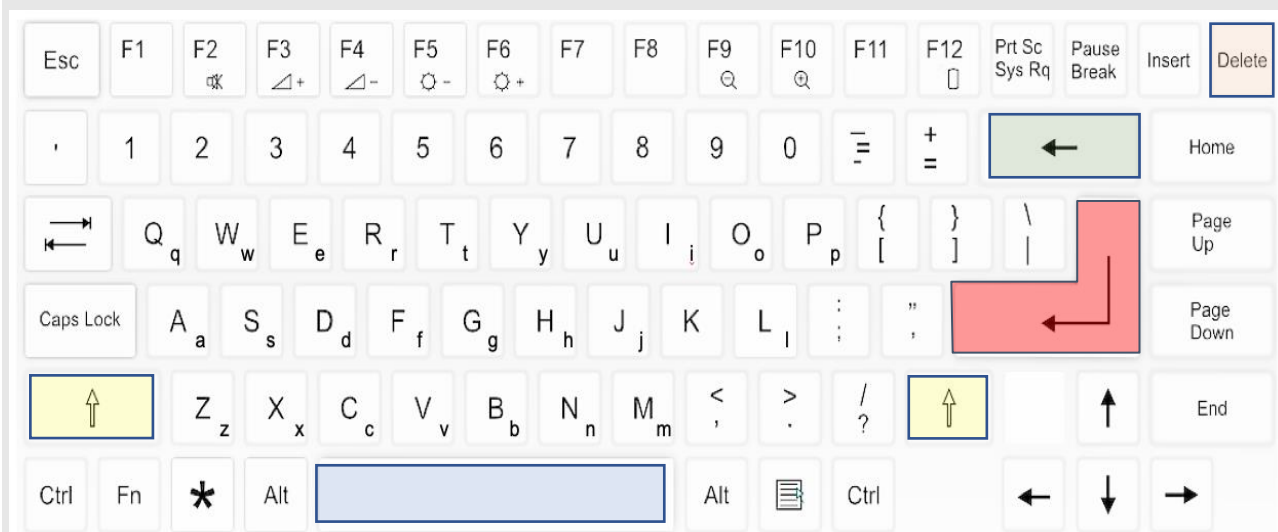 Esc F1 F2 F3 + F4 - F5 - F6 + F7 F8 F9 F10 F11 F12 Prt Sc Sys Rq Pause Break Insert Delete
' 1 2 3 4 5 6 7 8 9 0 = - + = Home
Q q W w E e R r T t Y y U u I i O o P p { [ } ] \ | Page Up
Caps Lock A a S s D d F f G g H h J j K L l : ; " , Page Down
Z z X x C c V v B b N n M m < , > . / ? End
Ctrl Fn * Alt Alt Ctrl